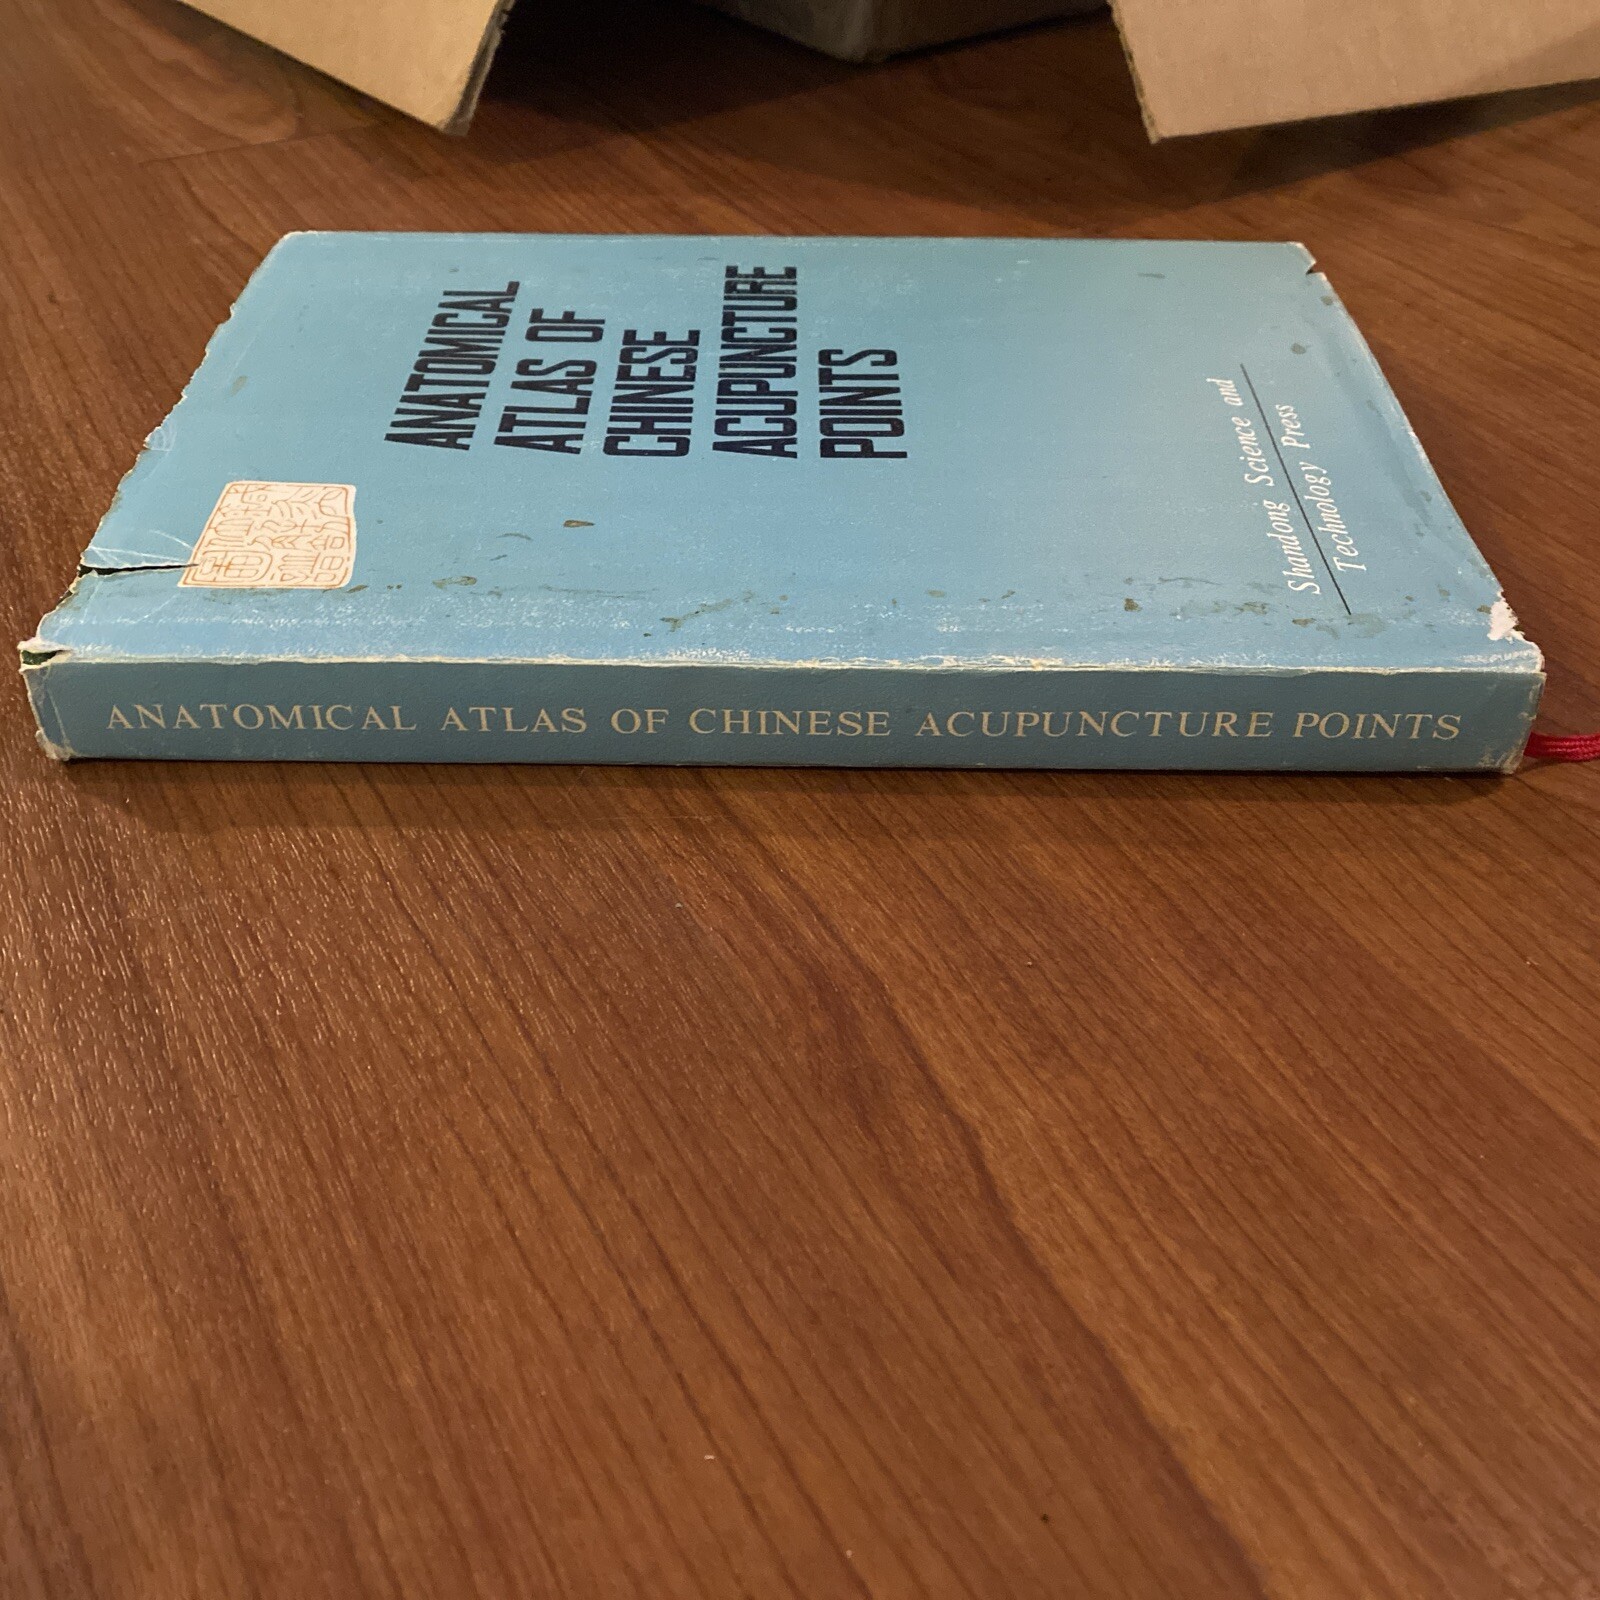 ANATOMICAL
ATLAS OF
CHINESE
ACUPUNCTURE
POINTS
Shandong Science and
Technology Press
ANATOMICAL ATLAS OF CHINESE ACUPUNCTURE POINTS